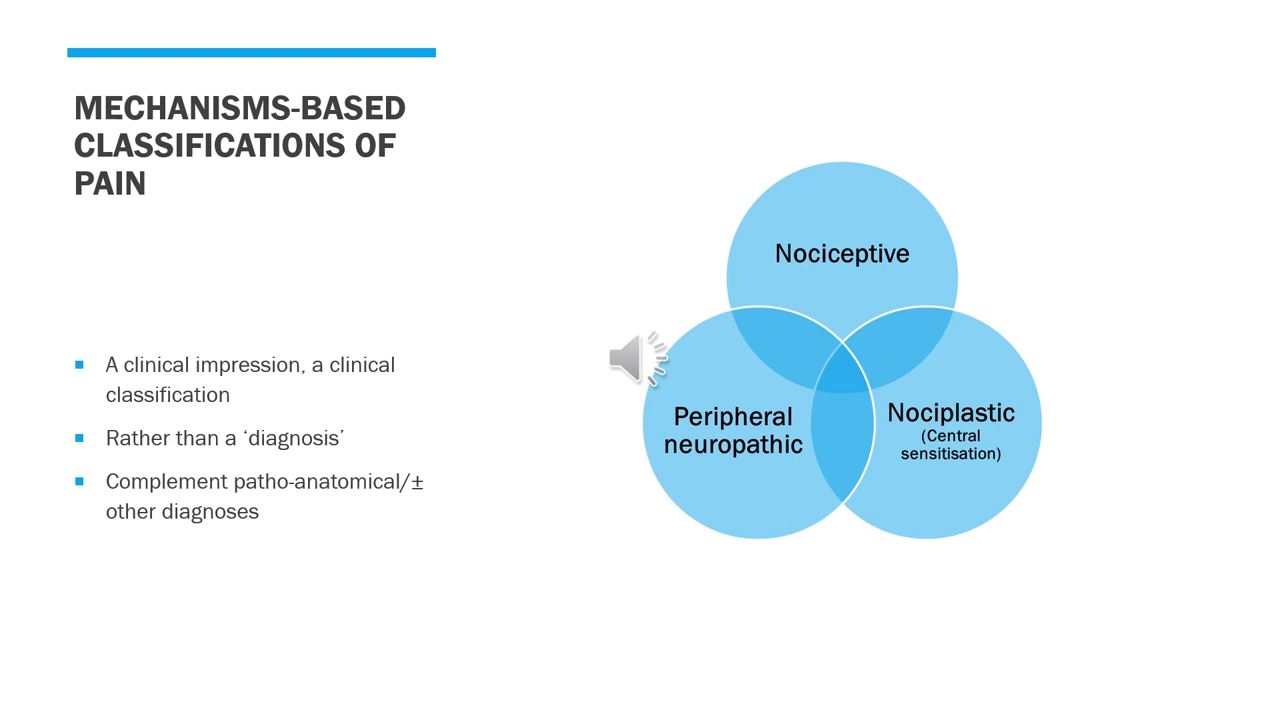 MECHANISMS-BASED
CLASSIFICATIONS OF
PAIN
▪ A clinical impression, a clinical
classification
▪ Rather than a ‘diagnosis’
▪ Complement patho-anatomical/±
other diagnoses
Nociceptive
Peripheral
neuropathic
Nociplastic
(Central
sensitisation)